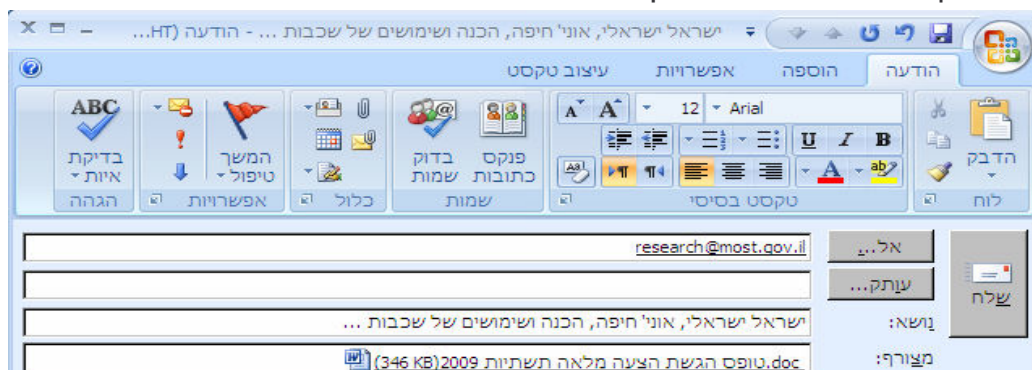 ישראל ישראלי, אוני' חיפה, הכנה ושימושים של שכבות ... - הודעה (HT...
הודעה הוספה אפשרויות עיצוב טקסט
הדבק
לוח
Arial 12
B I U
טקסט בסיסי
פנקס כתובות
בדוק שמות
שמות
כלול
המשך טיפול
אפשרויות
ABC
בדיקת איות
הגהה
שלח
אל...
research@most.gov.il
עותק...
נושא:
ישראל ישראלי, אוני' חיפה, הכנה ושימושים של שכבות ...
מצורף:
טופס הגשת הצעה מלאה תשתיות 2009.doc (346 KB)